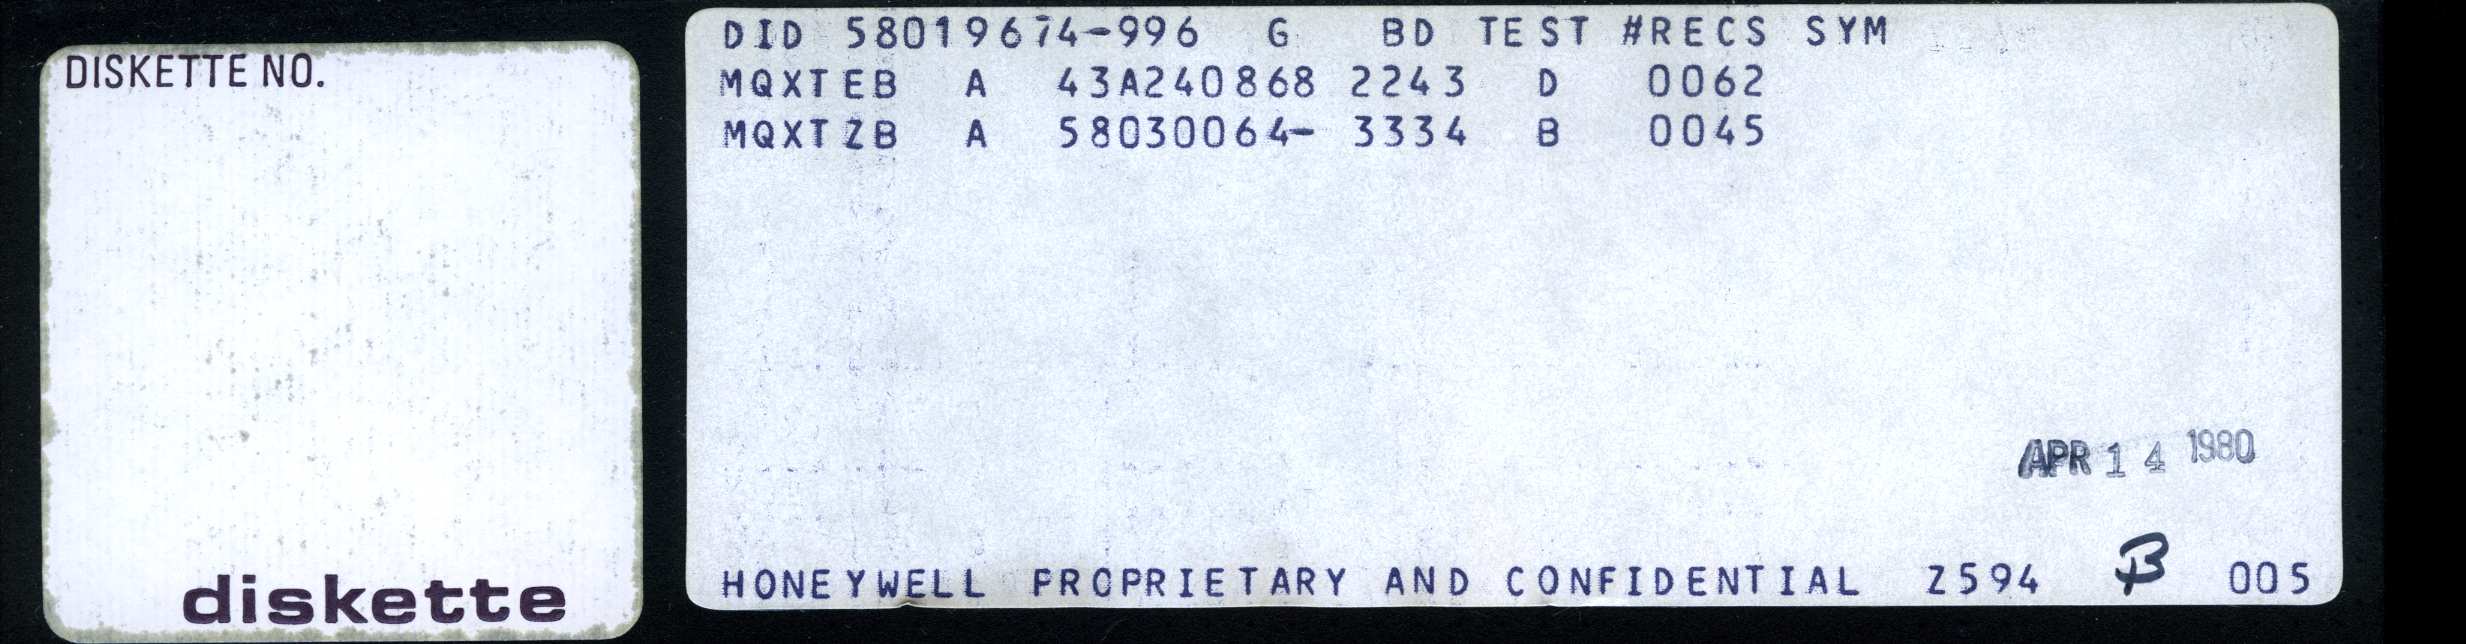 DISKETTE NO.
diskette
DID 58019674-996 G BD TEST #RECS SYM
MQXTEB A 43A240868 2243 D 0062
MQXTZB A 58030064- 3334 B 0045
APR 14 1980
HONEYWELL PROPRIETARY AND CONFIDENTIAL Z594 B 005